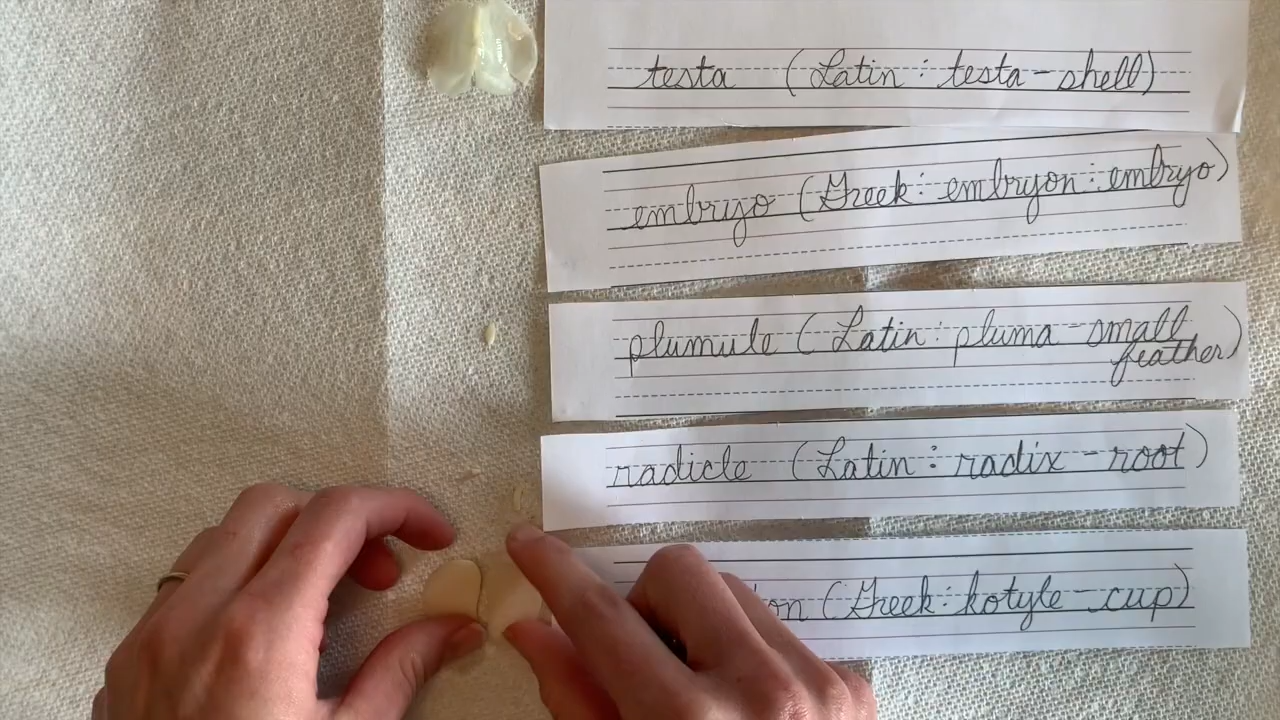 testa (Latin: testa-shell)
embryo (Greek: embryon: embryo)
plumule (Latin: pluma-small
feather)
radicle (Latin: radix-root)
on (Greek: kotyle-cup)